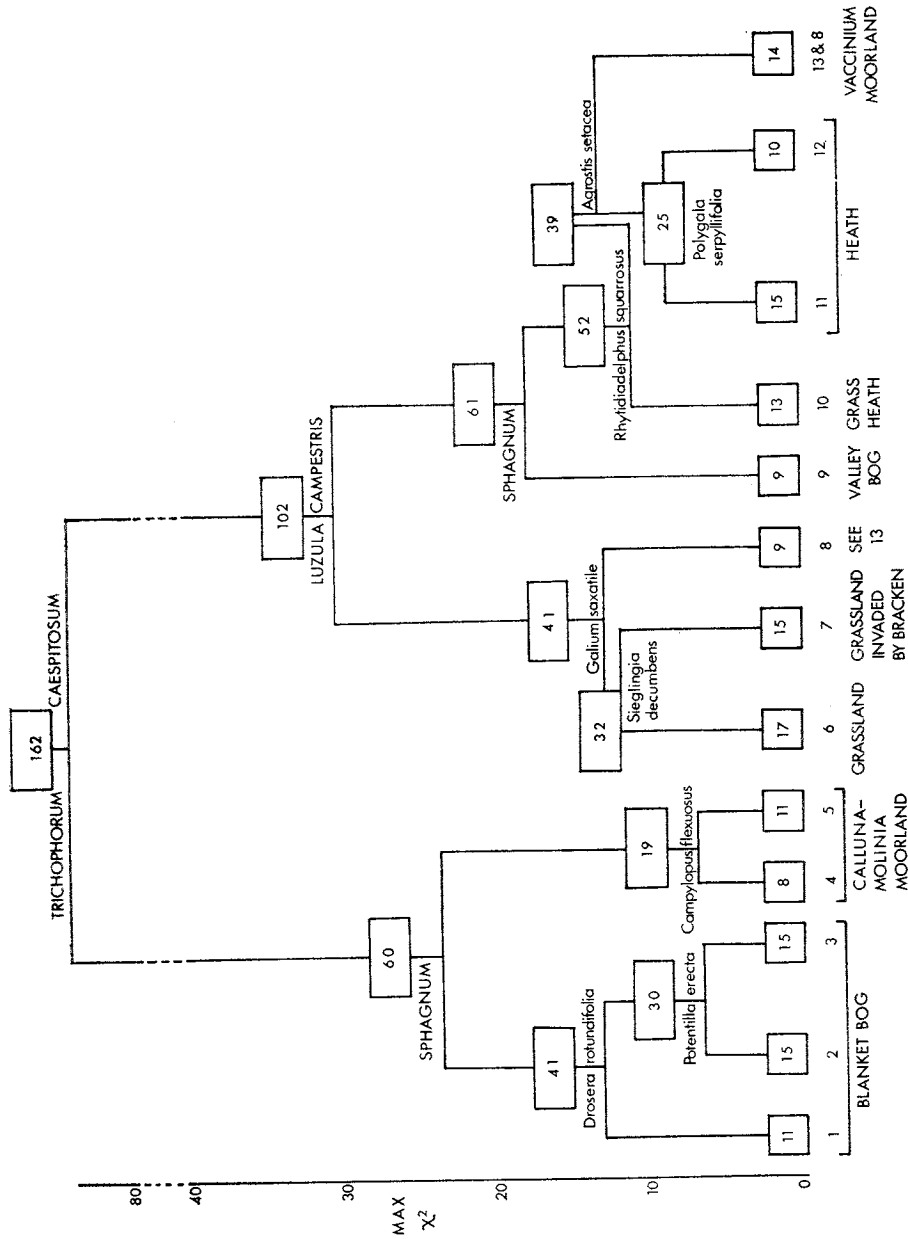 162
TRICHOPHORUM CAESPITOSUM
102
LUZULA CAMPESTRIS
60
SPHAGNUM
61
SPHAGNUM
41
Drosera rotundifolia
30
Potentilla erecta
19
Campylopus flexuosus
41
Galium saxatile
32
Sieglingia
decumbens
52
Rhytidiadelphus squarrosus
39
Agrostis setacea
25
Polygala
serpyllifolia
MAX
χ2
80
40
30
20
10
0
11
15
15
8
11
17
15
9
9
13
15
10
14
1
2
3
4
5
6
7
8
9
10
11
12
13 & 8
BLANKET BOG
CALLUNA-
MOLINIA
MOORLAND
GRASSLAND
GRASSLAND
INVADED
BY BRACKEN
SEE
13
VALLEY
BOG
GRASS
HEATH
HEATH
VACCINIUM
MOORLAND